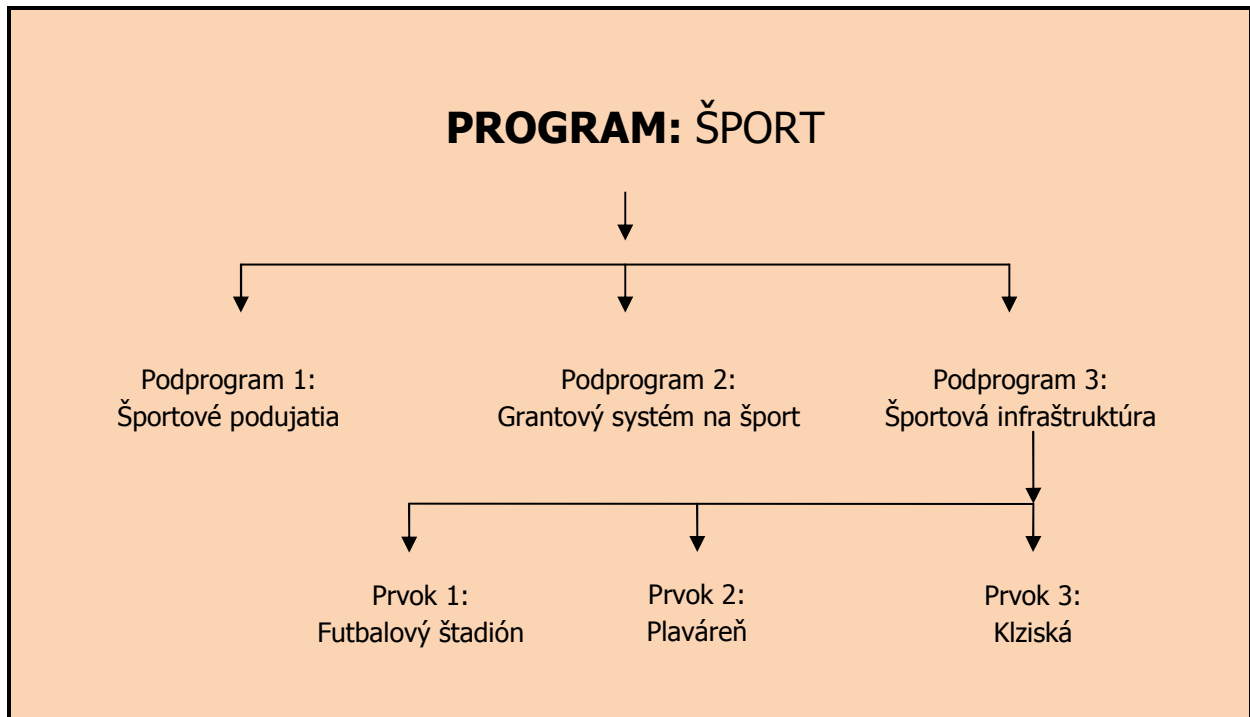 PROGRAM: ŠPORT
Podprogram 1:
Športové podujatia
Podprogram 2:
Grantový systém na šport
Podprogram 3:
Športová infraštruktúra
Prvok 1:
Futbalový štadión
Prvok 2:
Plaváreň
Prvok 3:
Klziská